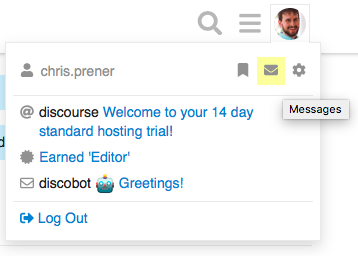 chris.prener
Messages
@ discourse Welcome to your 14 day
standard hosting trial!
Earned 'Editor'
discobot Greetings!
Log Out